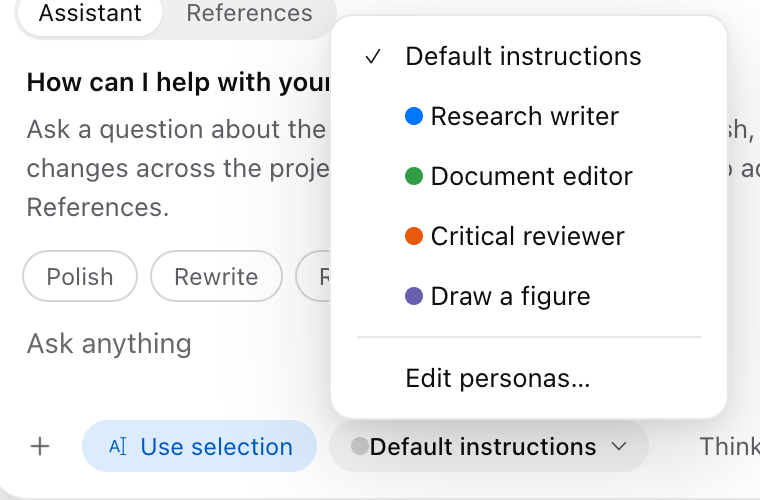 Assistant References
Default instructions
How can I help with your
Research writer
Ask a question about the
changes across the proje
Document editor
References.
Critical reviewer
Polish Rewrite
Draw a figure
Ask anything
Edit personas...
Use selection Default instructions Think